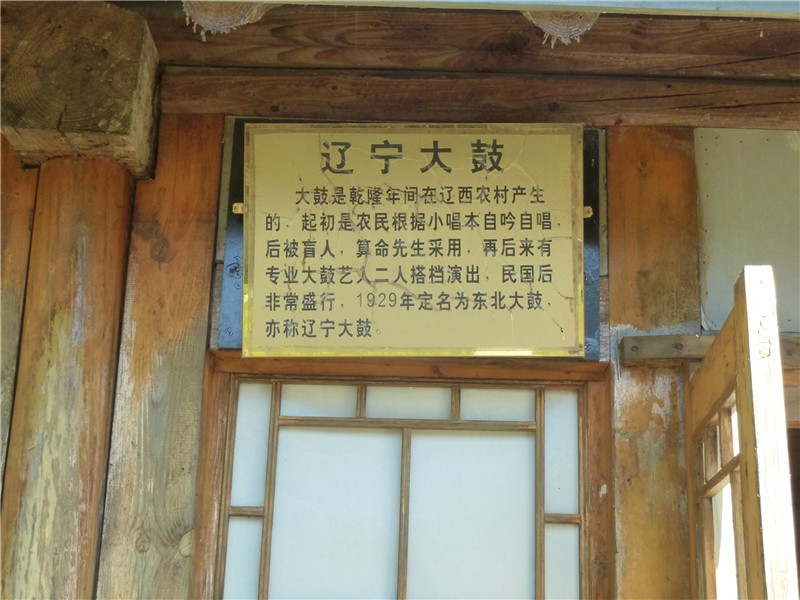 辽宁大鼓
大鼓是乾隆年间在辽西农村产生
的，起初是农民根据小唱本自吟自唱，
后被盲人，算命先生采用，再后来有
专业大鼓艺人二人搭档演出，民国后
非常盛行，1929年定名为东北大鼓，
亦称辽宁大鼓。